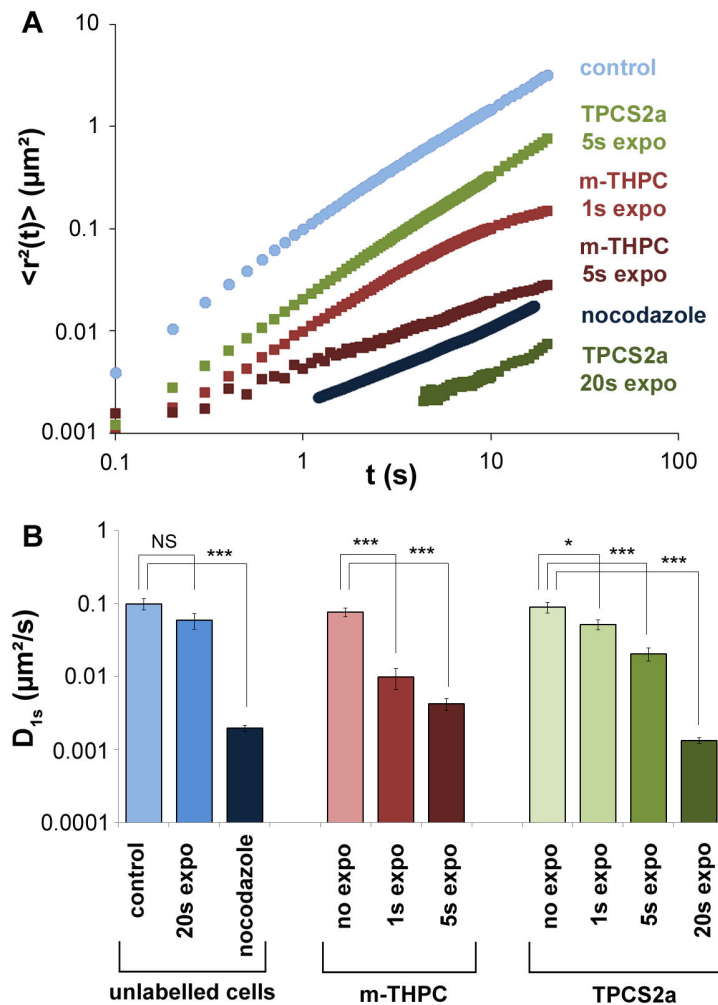 A
10
1
0.1
0.01
0.001
<r²(t)> (µm²)
0.1
1
10
100
t (s)
control
TPCS2a
5s expo
m-THPC
1s expo
m-THPC
5s expo
nocodazole
TPCS2a
20s expo
B
1
0.1
0.01
0.001
0.0001
D1s (µm²/s)
NS
***
***
***
*
***
***
control
20s expo
nocodazole
no expo
1s expo
5s expo
no expo
1s expo
5s expo
20s expo
unlabelled cells
m-THPC
TPCS2a